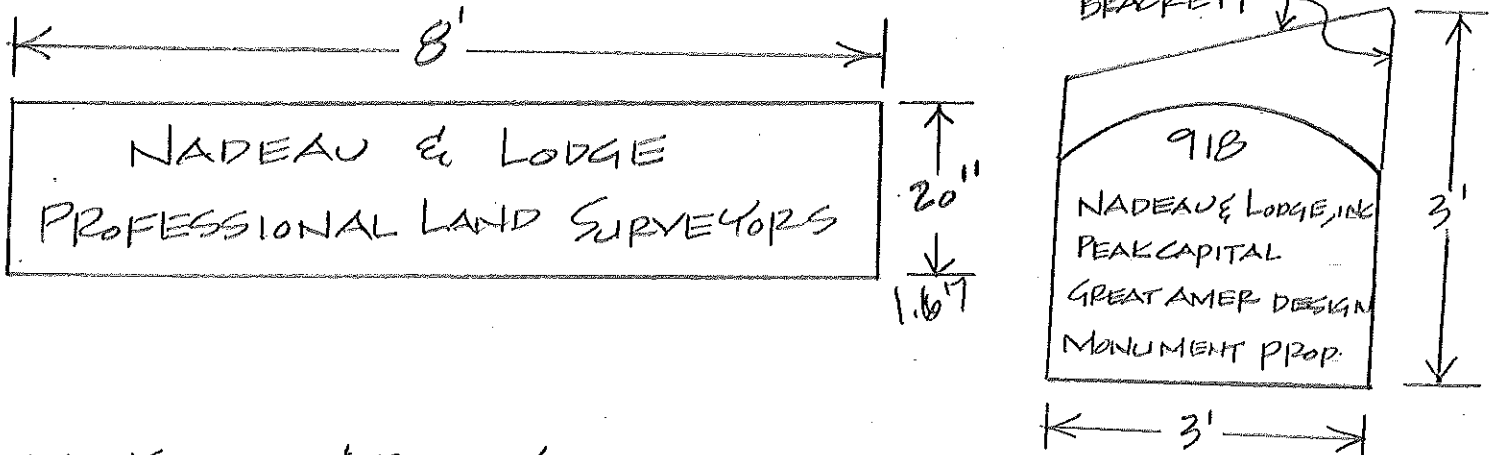 8'
NADEAU & LODGE
PROFESSIONAL LAND SURVEYORS
20"
1.67
BRACKETT
918
NADEAU & LODGE, INC
PEAK CAPITAL
GREAT AMER DESIGN
MONUMENT PROP.
3'
3'